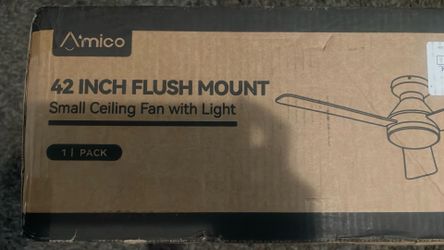 Amico
42 INCH FLUSH MOUNT
Small Ceiling Fan with Light
1 | PACK